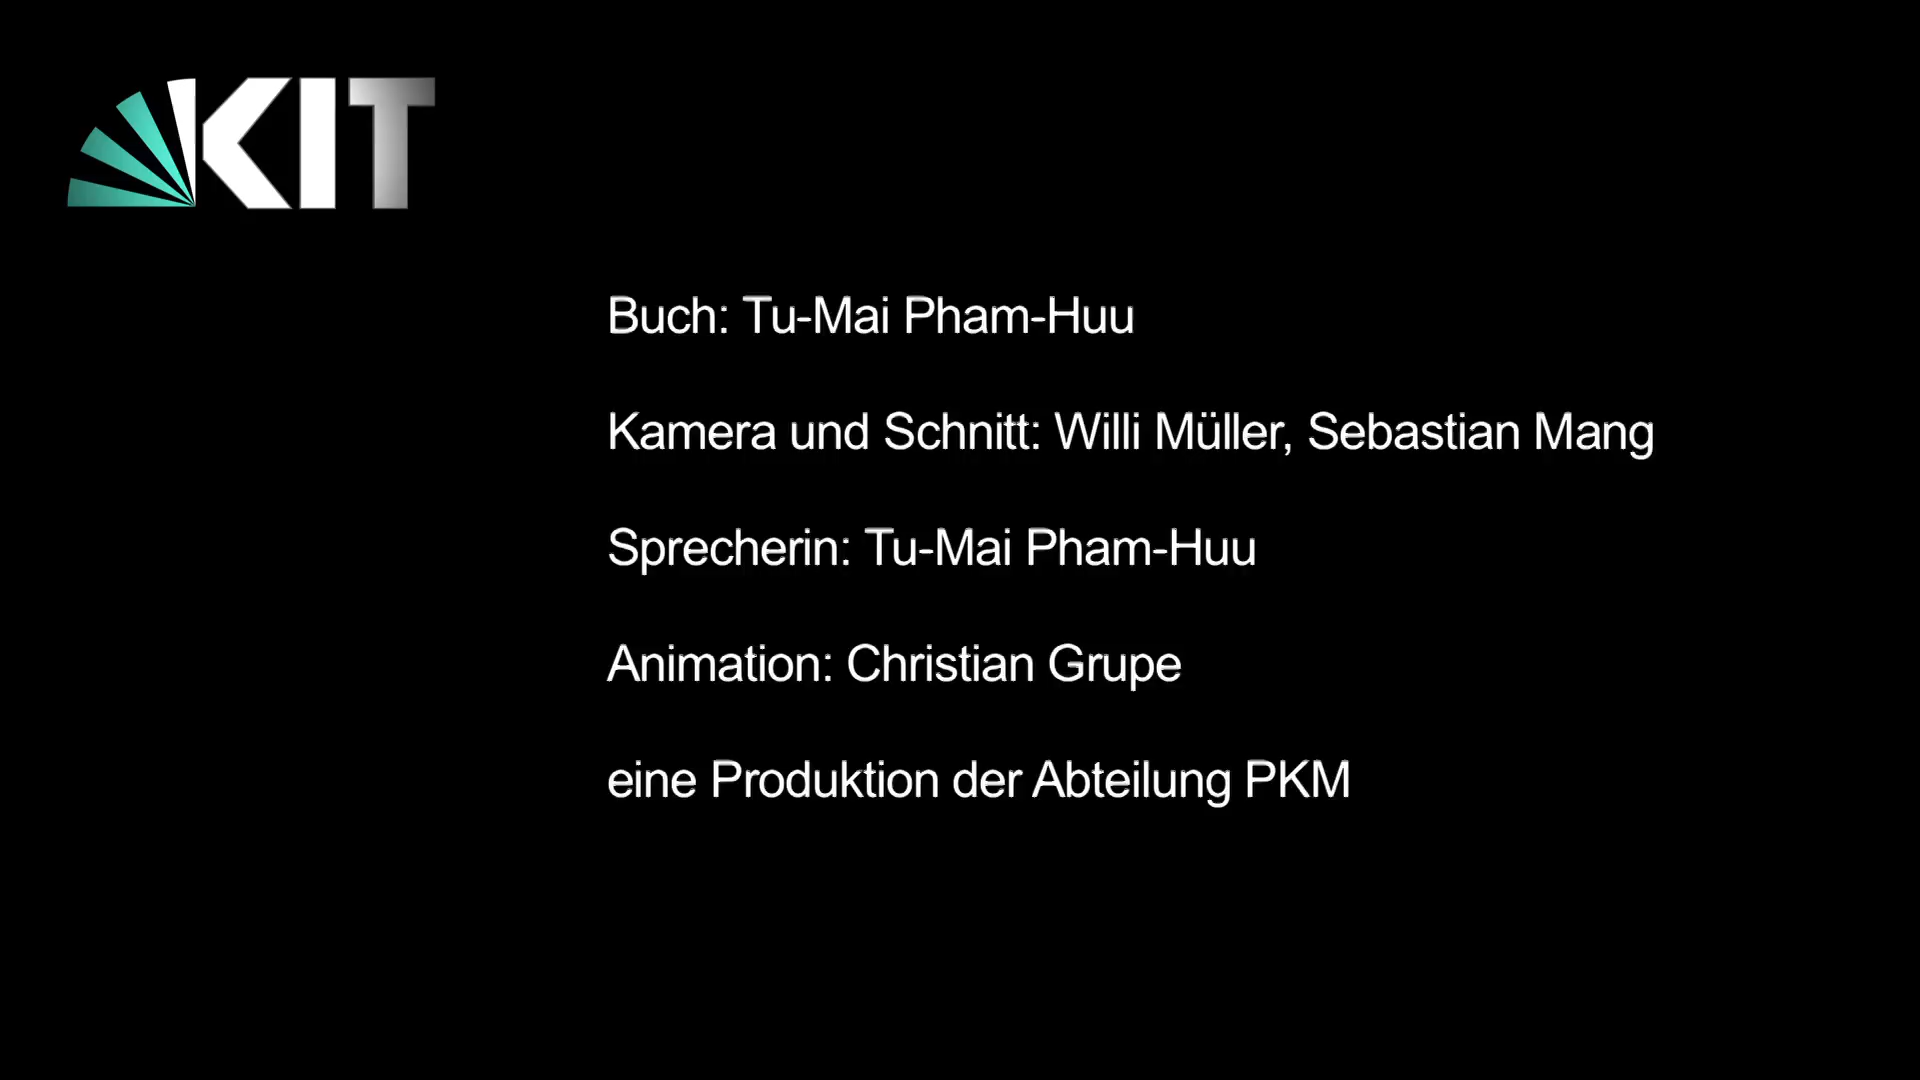 KIT
Buch: Tu-Mai Pham-Huu
Kamera und Schnitt: Willi Müller, Sebastian Mang
Sprecherin: Tu-Mai Pham-Huu
Animation: Christian Grupe
eine Produktion der Abteilung PKM